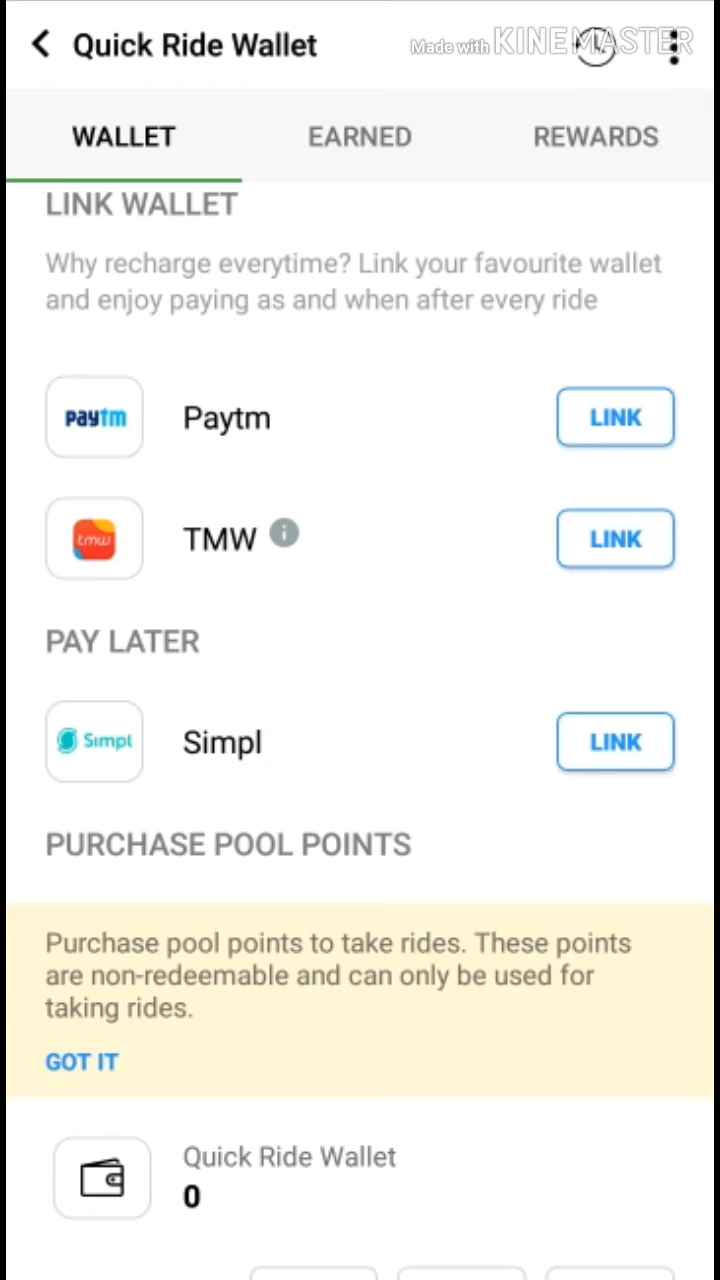 Quick Ride Wallet
Made with KINEMASTER
WALLET EARNED REWARDS
LINK WALLET
Why recharge everytime? Link your favourite wallet
and enjoy paying as and when after every ride
paytm Paytm LINK
tmw TMW i LINK
PAY LATER
Simpl Simpl LINK
PURCHASE POOL POINTS
Purchase pool points to take rides. These points
are non-redeemable and can only be used for
taking rides.
GOT IT
Quick Ride Wallet
0